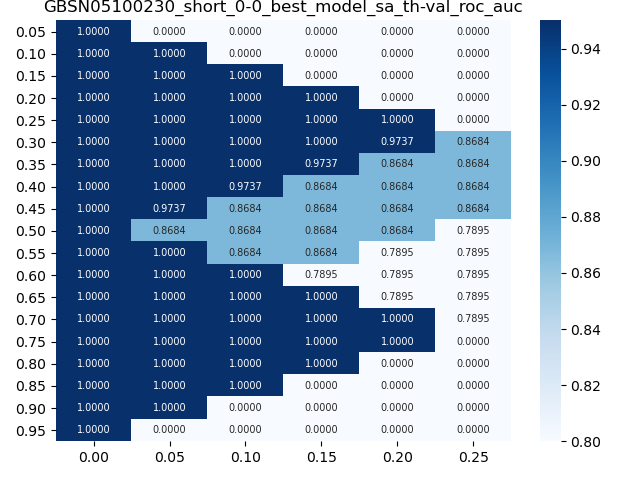 GBSN05100230_short_0-0_best_model_sa_th-val_roc_auc
0.05 1.0000 0.0000 0.0000 0.0000 0.0000 0.0000
0.10 1.0000 1.0000 0.0000 0.0000 0.0000 0.0000
0.15 1.0000 1.0000 1.0000 0.0000 0.0000 0.0000
0.20 1.0000 1.0000 1.0000 1.0000 0.0000 0.0000
0.25 1.0000 1.0000 1.0000 1.0000 1.0000 0.0000
0.30 1.0000 1.0000 1.0000 1.0000 0.9737 0.8684
0.35 1.0000 1.0000 1.0000 0.9737 0.8684 0.8684
0.40 1.0000 1.0000 0.9737 0.8684 0.8684 0.8684
0.45 1.0000 0.9737 0.8684 0.8684 0.8684 0.8684
0.50 1.0000 0.8684 0.8684 0.8684 0.8684 0.7895
0.55 1.0000 1.0000 0.8684 0.8684 0.7895 0.7895
0.60 1.0000 1.0000 1.0000 0.7895 0.7895 0.7895
0.65 1.0000 1.0000 1.0000 1.0000 0.7895 0.7895
0.70 1.0000 1.0000 1.0000 1.0000 1.0000 0.7895
0.75 1.0000 1.0000 1.0000 1.0000 1.0000 0.0000
0.80 1.0000 1.0000 1.0000 1.0000 0.0000 0.0000
0.85 1.0000 1.0000 1.0000 0.0000 0.0000 0.0000
0.90 1.0000 1.0000 0.0000 0.0000 0.0000 0.0000
0.95 1.0000 0.0000 0.0000 0.0000 0.0000 0.0000
0.00 0.05 0.10 0.15 0.20 0.25
0.94
0.92
0.90
0.88
0.86
0.84
0.82
0.80